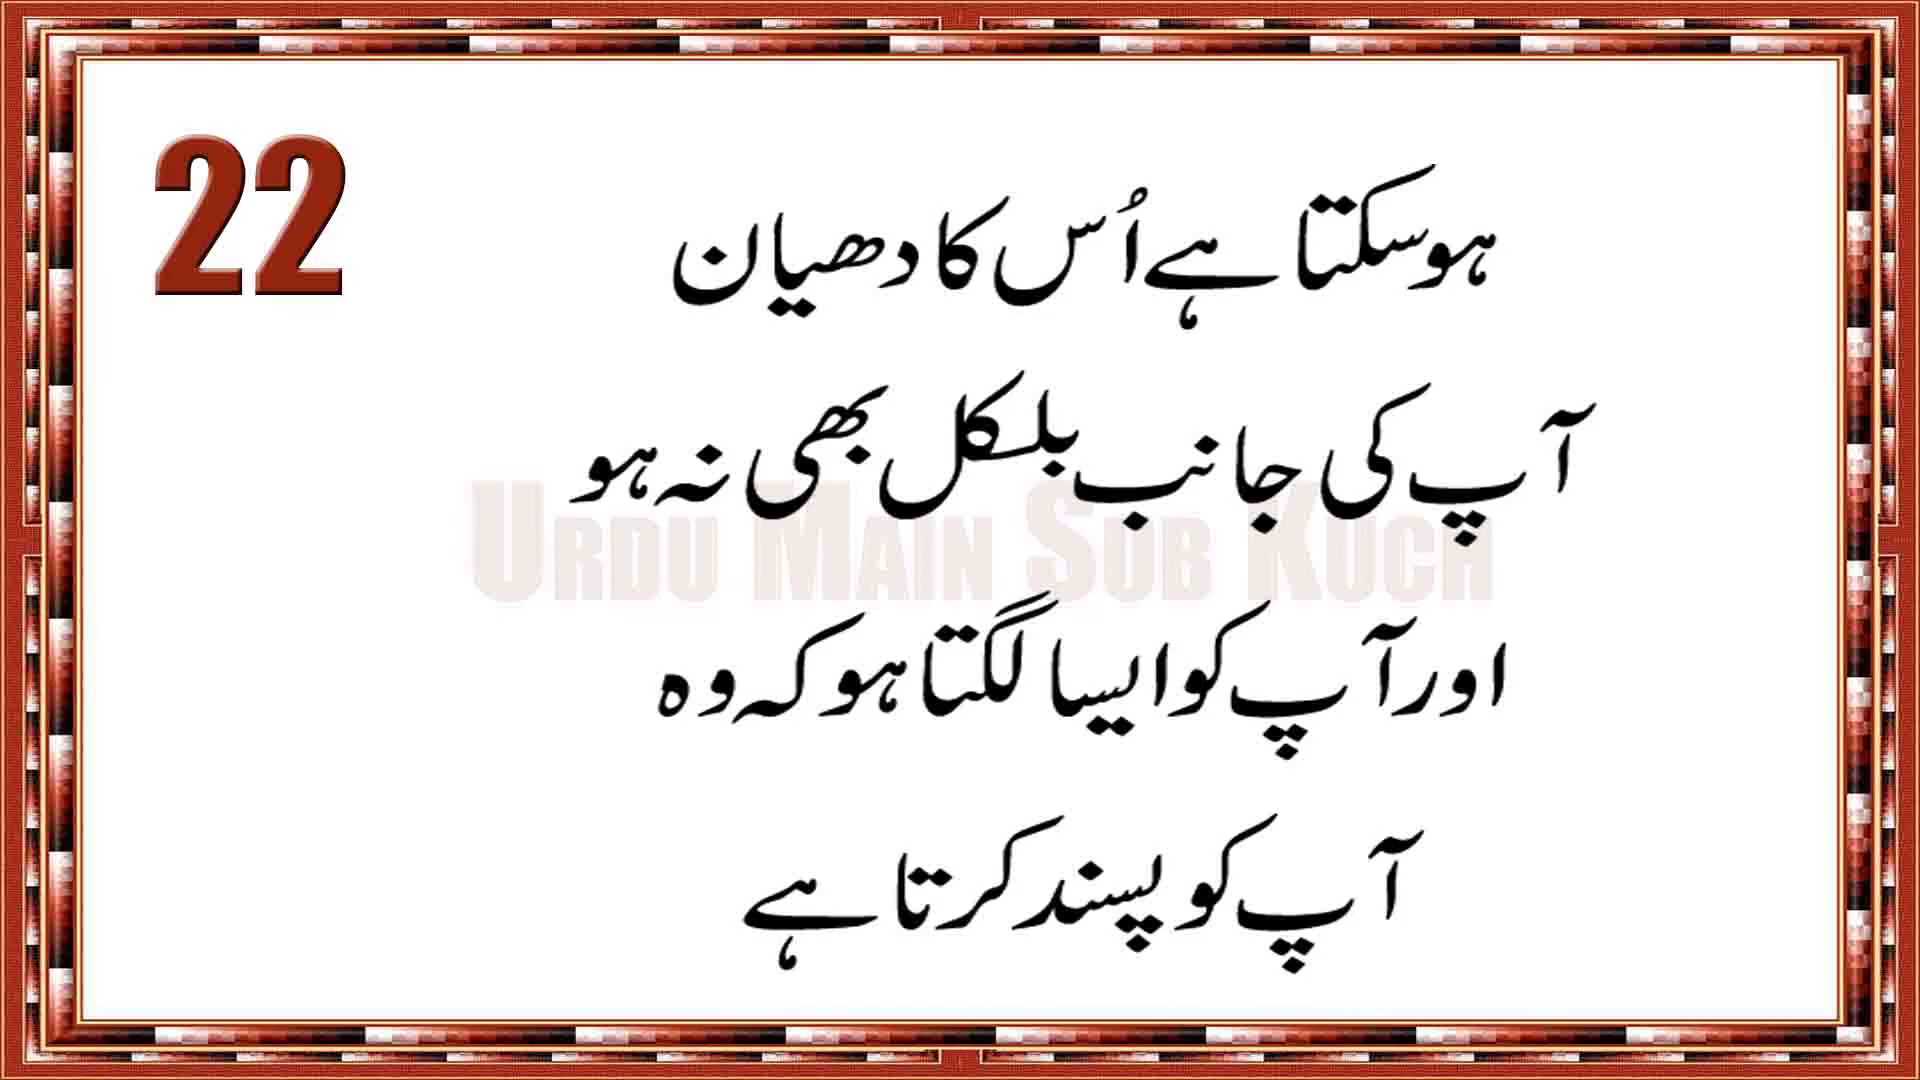 22
ہوسکتا ہے اُس کا دھیان
آپ کی جانب بلکل بھی نہ ہو
Urdu Main Sub Kuch
اور آپ کو ایسا لگتا ہو کہ وہ
آپ کو پسند کرتا ہے